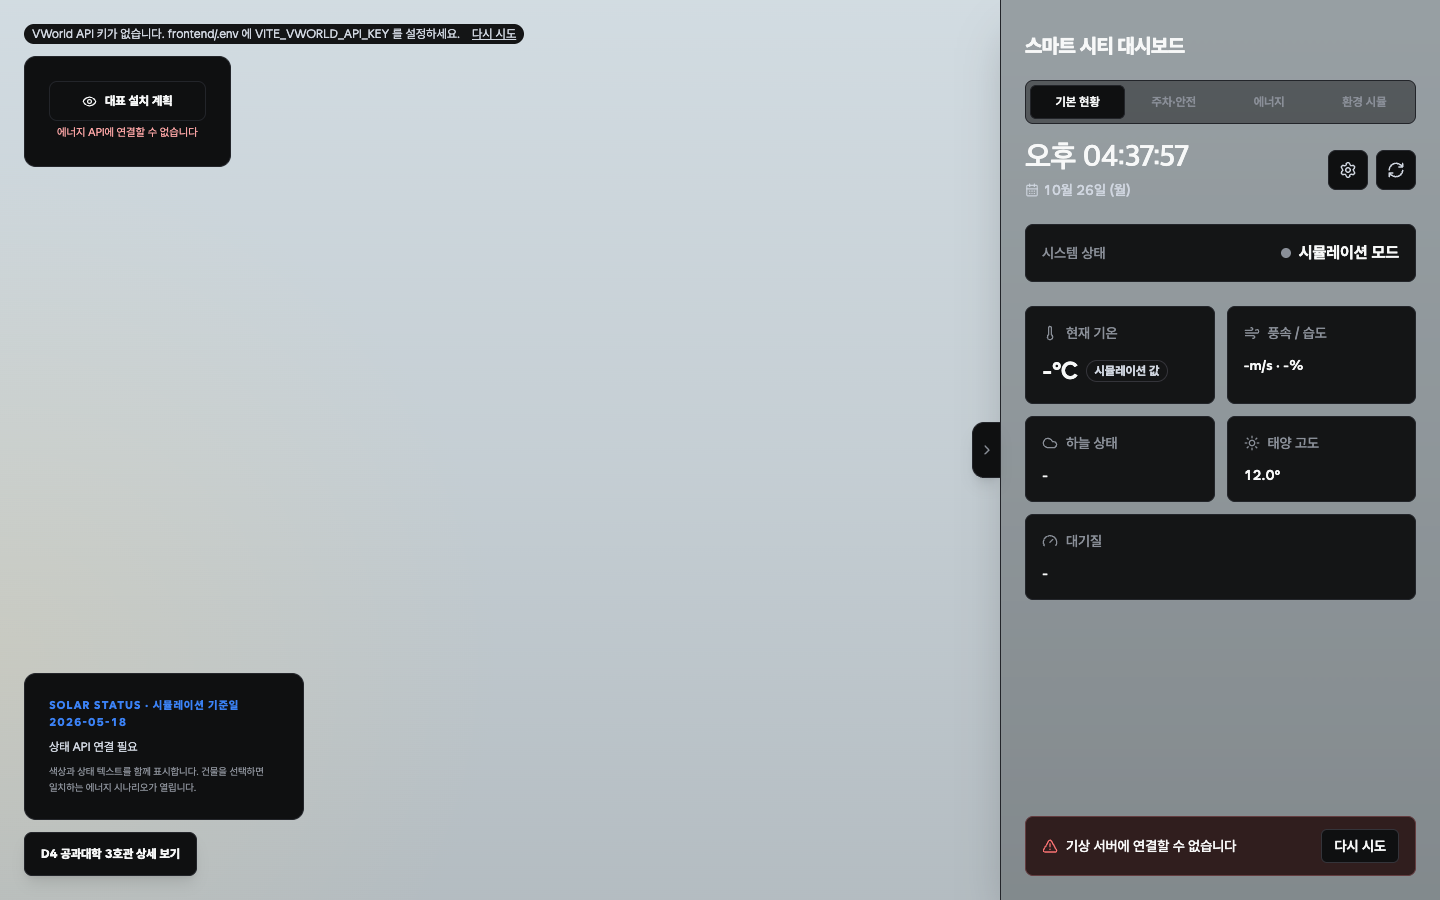 VWorld API 키가 없습니다. frontend/.env 에 VITE_VWORLD_API_KEY 를 설정하세요. 다시 시도
대표 설치 계획
에너지 API에 연결할 수 없습니다
SOLAR STATUS · 시뮬레이션 기준일
2026-05-18
상태 API 연결 필요
색상과 상태 텍스트를 함께 표시합니다. 건물을 선택하면
일치하는 에너지 시나리오가 열립니다.
D4 공과대학 3호관 상세 보기
스마트 시티 대시보드
기본 현황 주차·안전 에너지 환경 시뮬
오후 04:37:57
10월 26일 (월)
시스템 상태 시뮬레이션 모드
현재 기온
-°C 시뮬레이션 값
풍속 / 습도
-m/s · -%
하늘 상태
-
태양 고도
12.0°
대기질
-
기상 서버에 연결할 수 없습니다 다시 시도